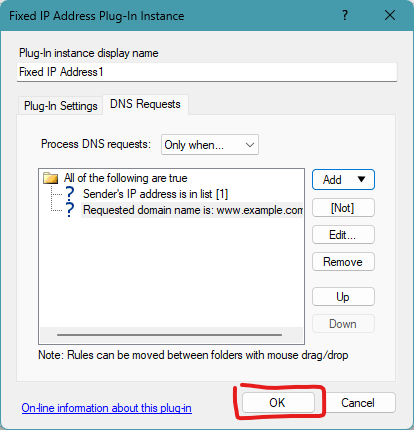 Fixed IP Address Plug-In Instance
?
Plug-In instance display name
Fixed IP Address1
Plug-In Settings
DNS Requests
Process DNS requests:
Only when...
All of the following are true
? Sender's IP address is in list [1]
? Requested domain name is: www.example.com
Add
[Not]
Edit...
Remove
Up
Down
Note: Rules can be moved between folders with mouse drag/drop
On-line information about this plug-in
OK
Cancel